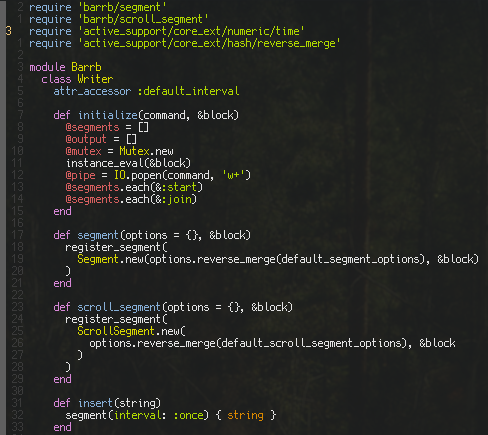 2 require 'barrb/segment'
1 require 'barrb/scroll_segment'
3 require 'active_support/core_ext/numeric/time'
1 require 'active_support/core_ext/hash/reverse_merge'
2
3 module Barrb
4   class Writer
5     attr_accessor :default_interval
6
7     def initialize(command, &block)
8       @segments = []
9       @output = []
10       @mutex = Mutex.new
11       instance_eval(&block)
12       @pipe = IO.popen(command, 'w+')
13       @segments.each(&:start)
14       @segments.each(&:join)
15     end
16
17     def segment(options = {}, &block)
18       register_segment(
19         Segment.new(options.reverse_merge(default_segment_options), &block)
20       )
21     end
22
23     def scroll_segment(options = {}, &block)
24       register_segment(
25         ScrollSegment.new(
26           options.reverse_merge(default_scroll_segment_options), &block
27         )
28       )
29     end
30
31     def insert(string)
32       segment(interval: :once) { string }
33     end